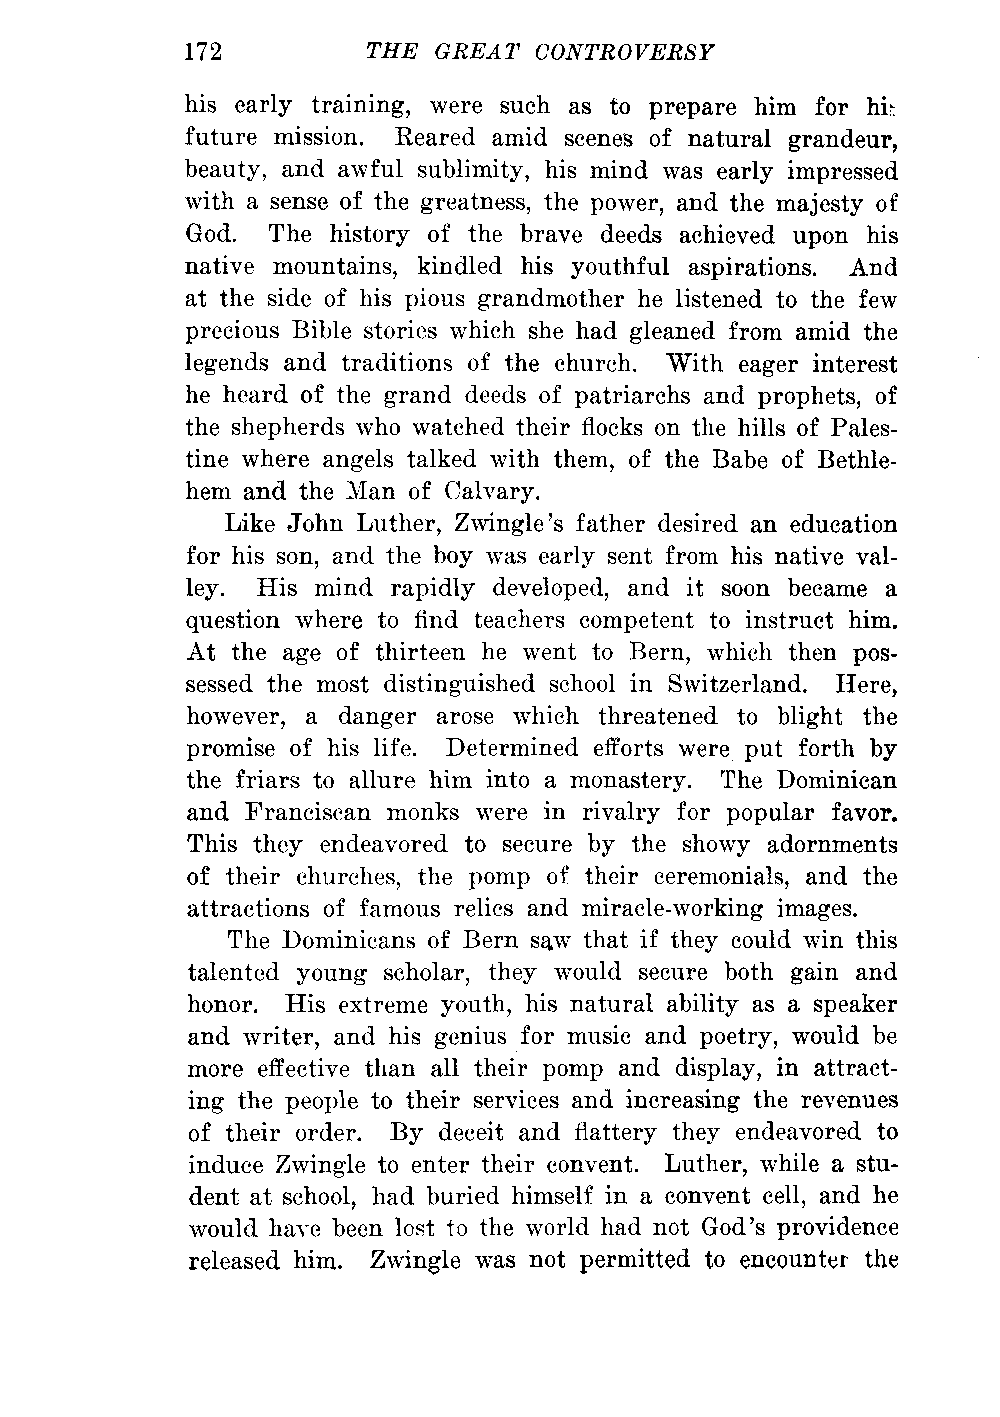 172 THE GREAT CONTROVERSY
his early training, were such as to prepare him for his
future mission. Reared amid scenes of natural grandeur,
beauty, and awful sublimity, his mind was early impressed
with a sense of the greatness, the power, and the majesty of
God. The history of the brave deeds achieved upon his
native mountains, kindled his youthful aspirations. And
at the side of his pious grandmother he listened to the few
precious Bible stories which she had gleaned from amid the
legends and traditions of the church. With eager interest
he heard of the grand deeds of patriarchs and prophets, of
the shepherds who watched their flocks on the hills of Pales-
tine where angels talked with them, of the Babe of Bethle-
hem and the Man of Calvary.
Like John Luther, Zwingle's father desired an education
for his son, and the boy was early sent from his native val-
ley. His mind rapidly developed, and it soon became a
question where to find teachers competent to instruct him.
At the age of thirteen he went to Bern, which then pos-
sessed the most distinguished school in Switzerland. Here,
however, a danger arose which threatened to blight the
promise of his life. Determined efforts were put forth by
the friars to allure him into a monastery. The Dominican
and Franciscan monks were in rivalry for popular favor.
This they endeavored to secure by the showy adornments
of their churches, the pomp of their ceremonials, and the
attractions of famous relics and miracle-working images.
The Dominicans of Bern saw that if they could win this
talented young scholar, they would secure both gain and
honor. His extreme youth, his natural ability as a speaker
and writer, and his genius for music and poetry, would be
more effective than all their pomp and display, in attract-
ing the people to their services and increasing the revenues
of their order. By deceit and flattery they endeavored to
induce Zwingle to enter their convent. Luther, while a stu-
dent at school, had buried himself in a convent cell, and he
would have been lost to the world had not God's providence
released him. Zwingle was not permitted to encounter the